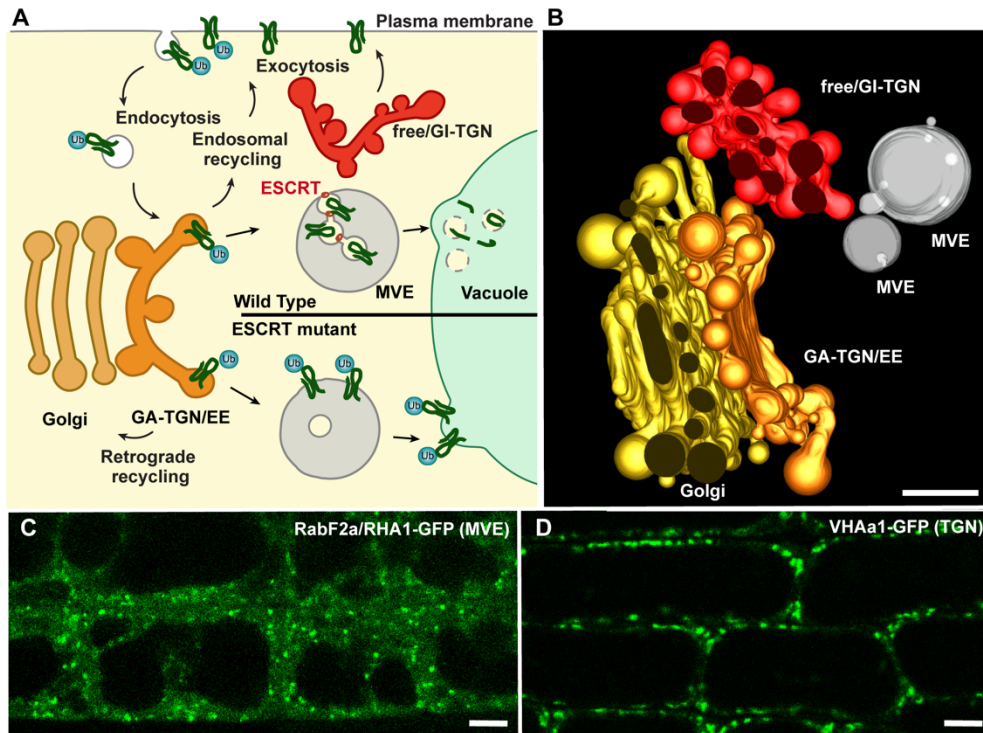 A
Plasma membrane
Ub
Ub
Exocytosis
Endocytosis
Ub
Endosomal
recycling
free/GI-TGN
ESCRT
Ub
MVE
Vacuole
Wild Type
ESCRT mutant
Ub
Ub
Ub
Ub
Ub
Golgi
GA-TGN/EE
Retrograde
recycling
B
free/GI-TGN
MVE
MVE
GA-TGN/EE
Golgi
C
RabF2a/RHA1-GFP (MVE)
D
VHAa1-GFP (TGN)